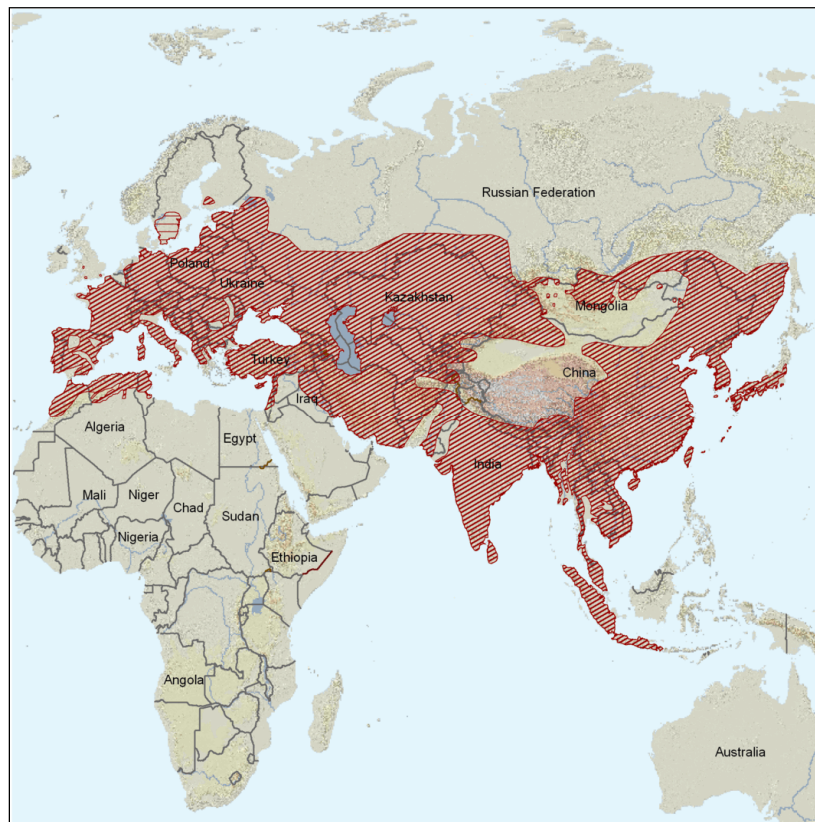 Russian Federation
Poland
Ukraine
Kazakhstan
Mongolia
Turkey
China
Iraq
Algeria
Egypt
India
Mali
Niger
Chad
Sudan
Nigeria
Ethiopia
Angola
Australia